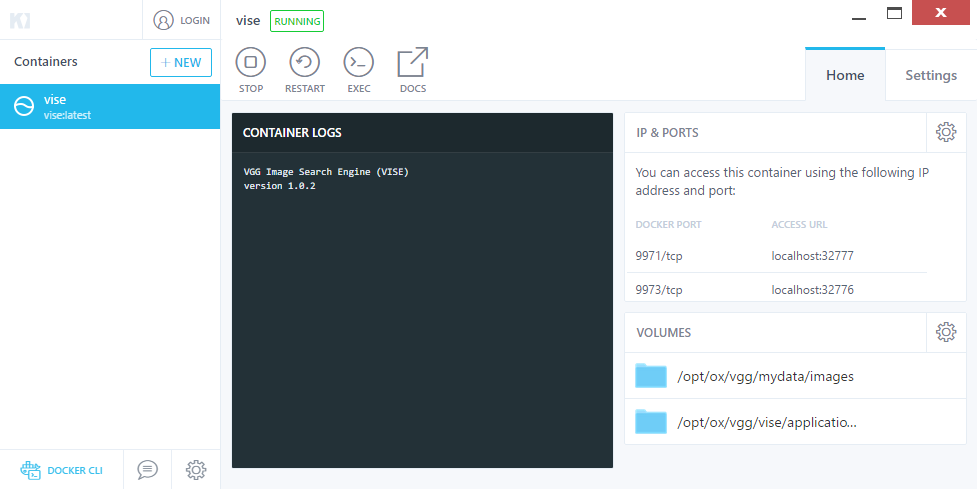 LOGIN
vise
RUNNING
Containers
+ NEW
STOP
RESTART
EXEC
DOCS
Home
Settings
vise
vise:latest
CONTAINER LOGS
VGG Image Search Engine (VISE)
version 1.0.2
IP & PORTS
You can access this container using the following IP
address and port:
DOCKER PORT
ACCESS URL
9971/tcp
localhost:32777
9973/tcp
localhost:32776
VOLUMES
/opt/ox/vgg/mydata/images
/opt/ox/vgg/vise/applicatio...
DOCKER CLI